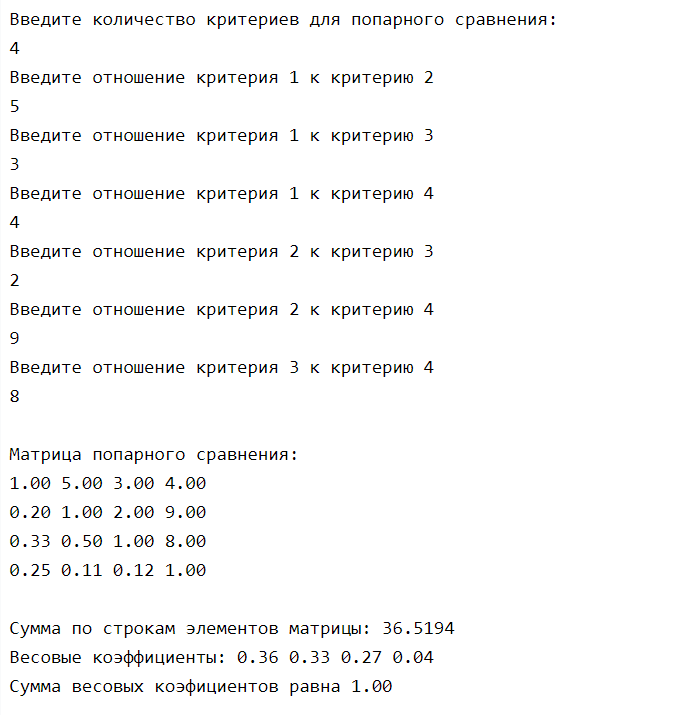 Введите количество критериев для попарного сравнения:
4
Введите отношение критерия 1 к критерию 2
5
Введите отношение критерия 1 к критерию 3
3
Введите отношение критерия 1 к критерию 4
4
Введите отношение критерия 2 к критерию 3
2
Введите отношение критерия 2 к критерию 4
9
Введите отношение критерия 3 к критерию 4
8
Матрица попарного сравнения:
1.00 5.00 3.00 4.00
0.20 1.00 2.00 9.00
0.33 0.50 1.00 8.00
0.25 0.11 0.12 1.00
Сумма по строкам элементов матрицы: 36.5194
Весовые коэффициенты: 0.36 0.33 0.27 0.04
Сумма весовых коэфициентов равна 1.00